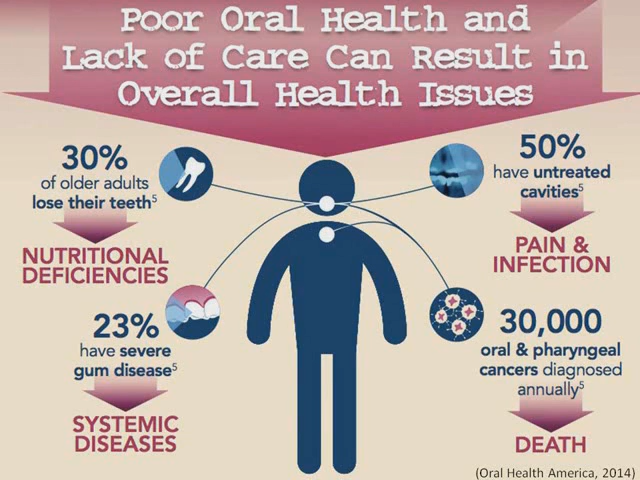 Poor Oral Health and
Lack of Care Can Result in
Overall Health Issues
30%
of older adults
lose their teeth⁵
NUTRITIONAL
DEFICIENCIES
50%
have untreated
cavities⁵
PAIN &
INFECTION
23%
have severe
gum disease⁵
SYSTEMIC
DISEASES
30,000
oral & pharyngeal
cancers diagnosed
annually⁵
DEATH
(Oral Health America, 2014)